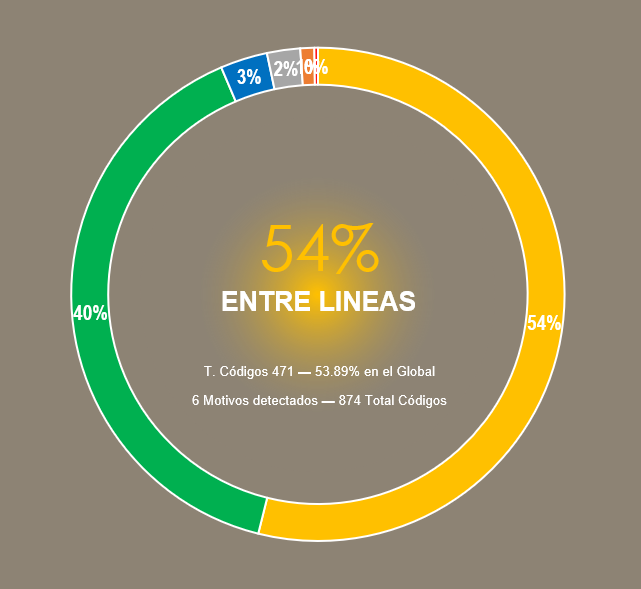 3%
2%
1%
0%
54%
ENTRE LINEAS
40%
54%
T. Códigos 471 — 53.89% en el Global
6 Motivos detectados — 874 Total Códigos